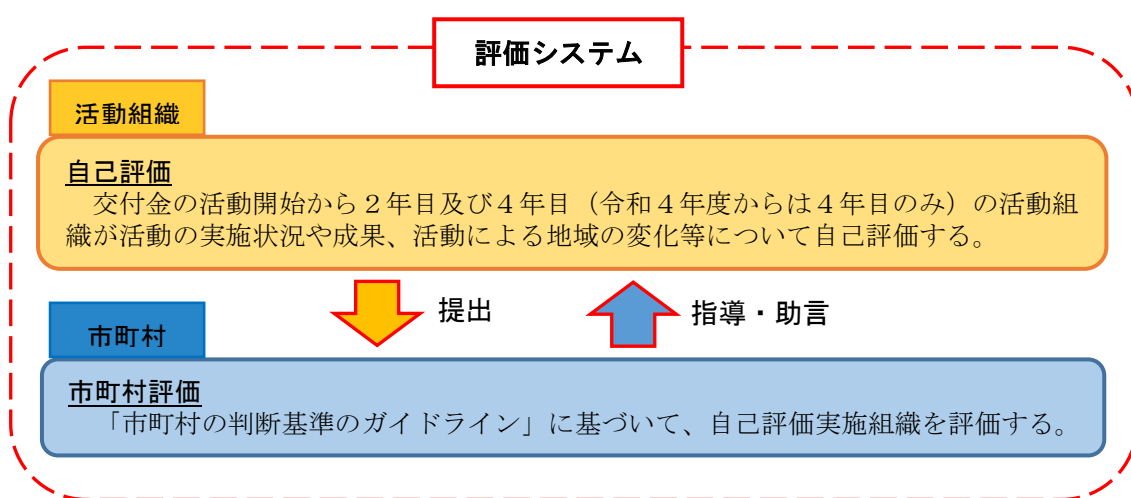 評価システム
活動組織
自己評価
交付金の活動開始から２年目及び４年目（令和４年度からは４年目のみ）の活動組
織が活動の実施状況や成果、活動による地域の変化等について自己評価する。
提出
指導・助言
市町村
市町村評価
「市町村の判断基準のガイドライン」に基づいて、自己評価実施組織を評価する。